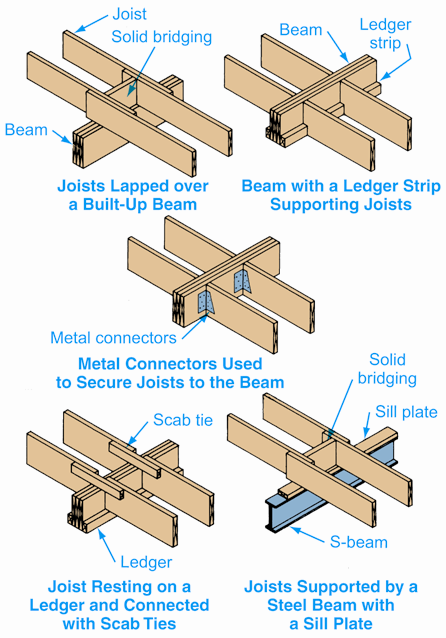 Joist
Solid bridging
Beam
Joists Lapped over
a Built-Up Beam
Beam
Ledger
strip
Beam with a Ledger Strip
Supporting Joists
Metal connectors
Metal Connectors Used
to Secure Joists to the Beam
Scab tie
Ledger
Joist Resting on a
Ledger and Connected
with Scab Ties
Solid
bridging
Sill plate
S-beam
Joists Supported by a
Steel Beam with
a Sill Plate